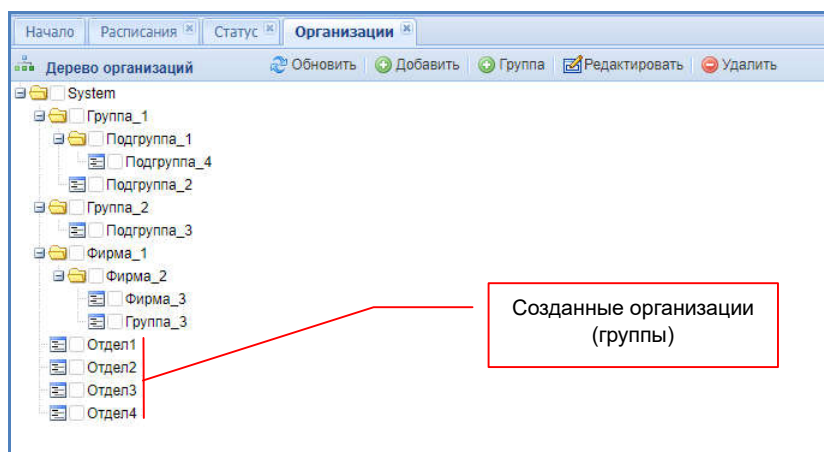 Начало Расписания Статус Организации
Дерево организаций Обновить Добавить Группа Редактировать Удалить
System
Группа_1
Подгруппа_1
Подгруппа_4
Подгруппа_2
Группа_2
Подгруппа_3
Фирма_1
Фирма_2
Фирма_3
Группа_3
Отдел1
Отдел2
Отдел3
Отдел4
Созданные организации
(группы)